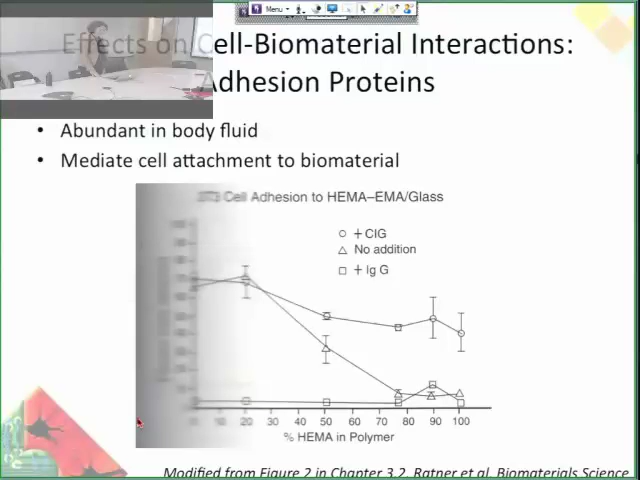 Menu
Effects on Cell-Biomaterial Interactions:
Adhesion Proteins
• Abundant in body fluid
• Mediate cell attachment to biomaterial
3T3 Cell Adhesion to HEMA–EMA/Glass
+ CIG
No addition
+ Ig G
10 20 30 40 50 60 70 80 90 100
% HEMA in Polymer
Modified from Figure 2 in Chapter 3.2, Ratner et al. Biomaterials Science